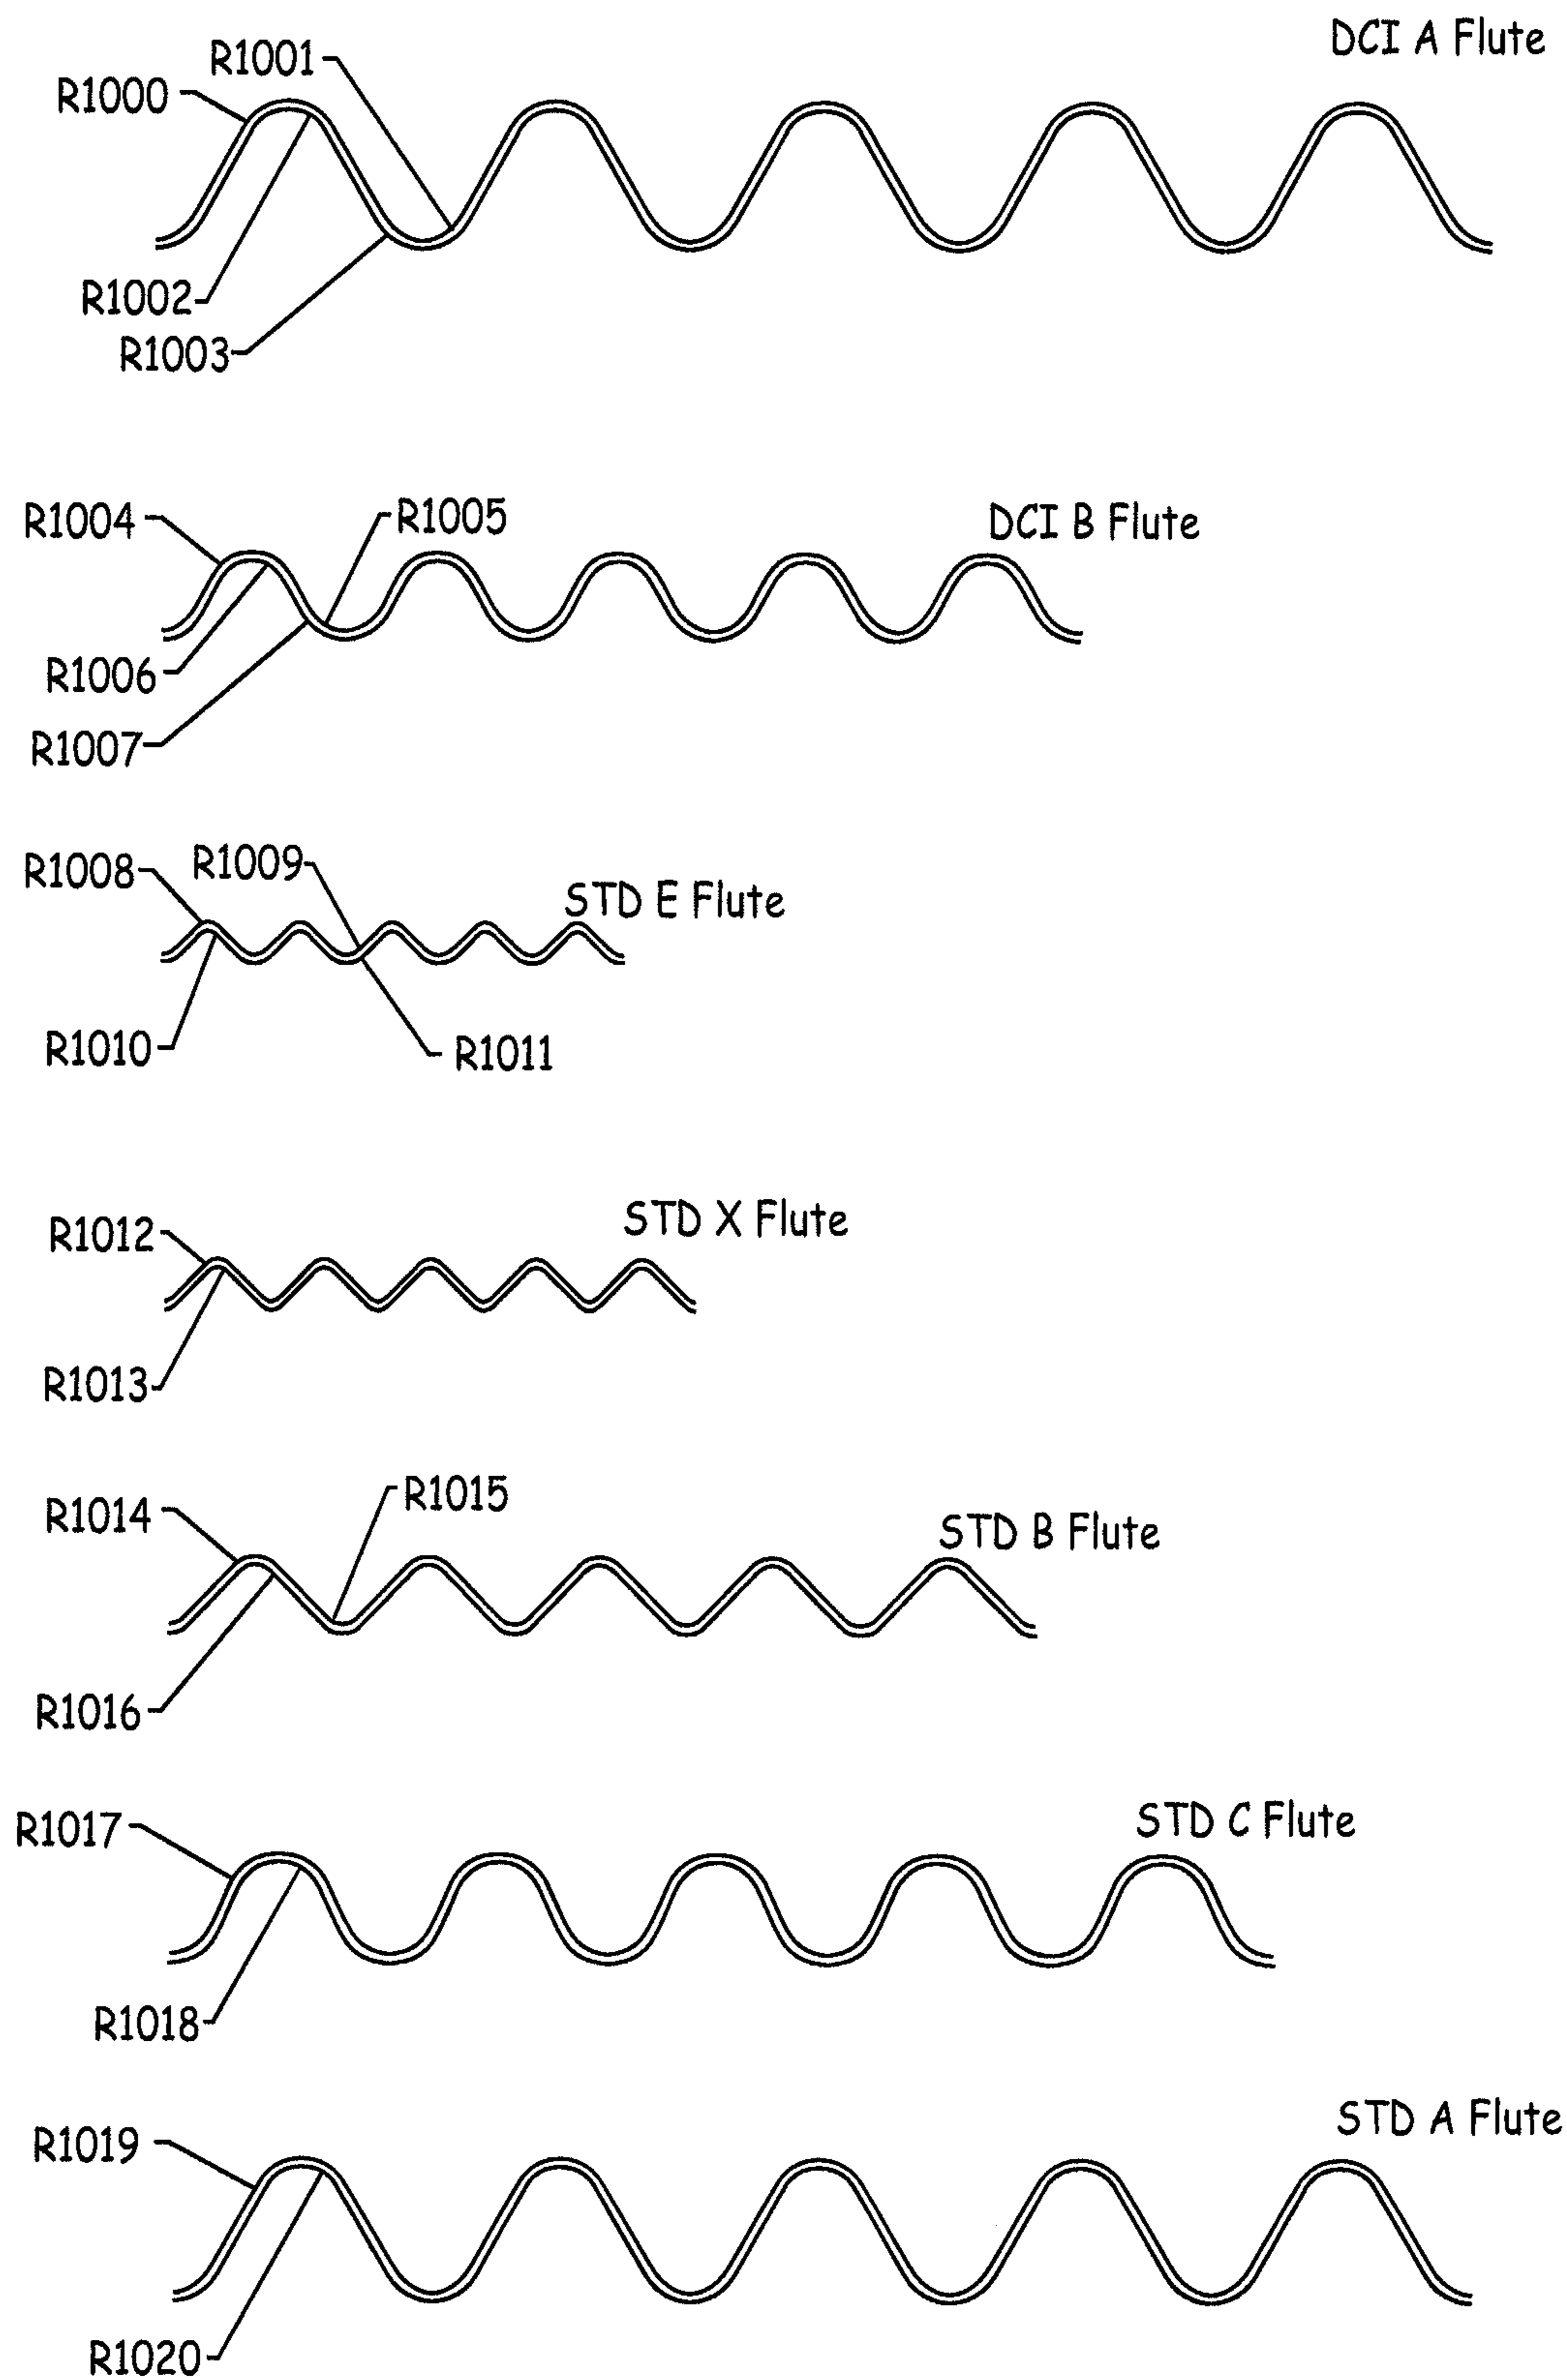 DCI A Flute
R1001
R1000
R1002
R1003
R1004
R1005
DCI B Flute
R1006
R1007
R1008
R1009
STD E Flute
R1010
R1011
R1012
STD X Flute
R1013
R1014
R1015
STD B Flute
R1016
R1017
STD C Flute
R1018
R1019
STD A Flute
R1020